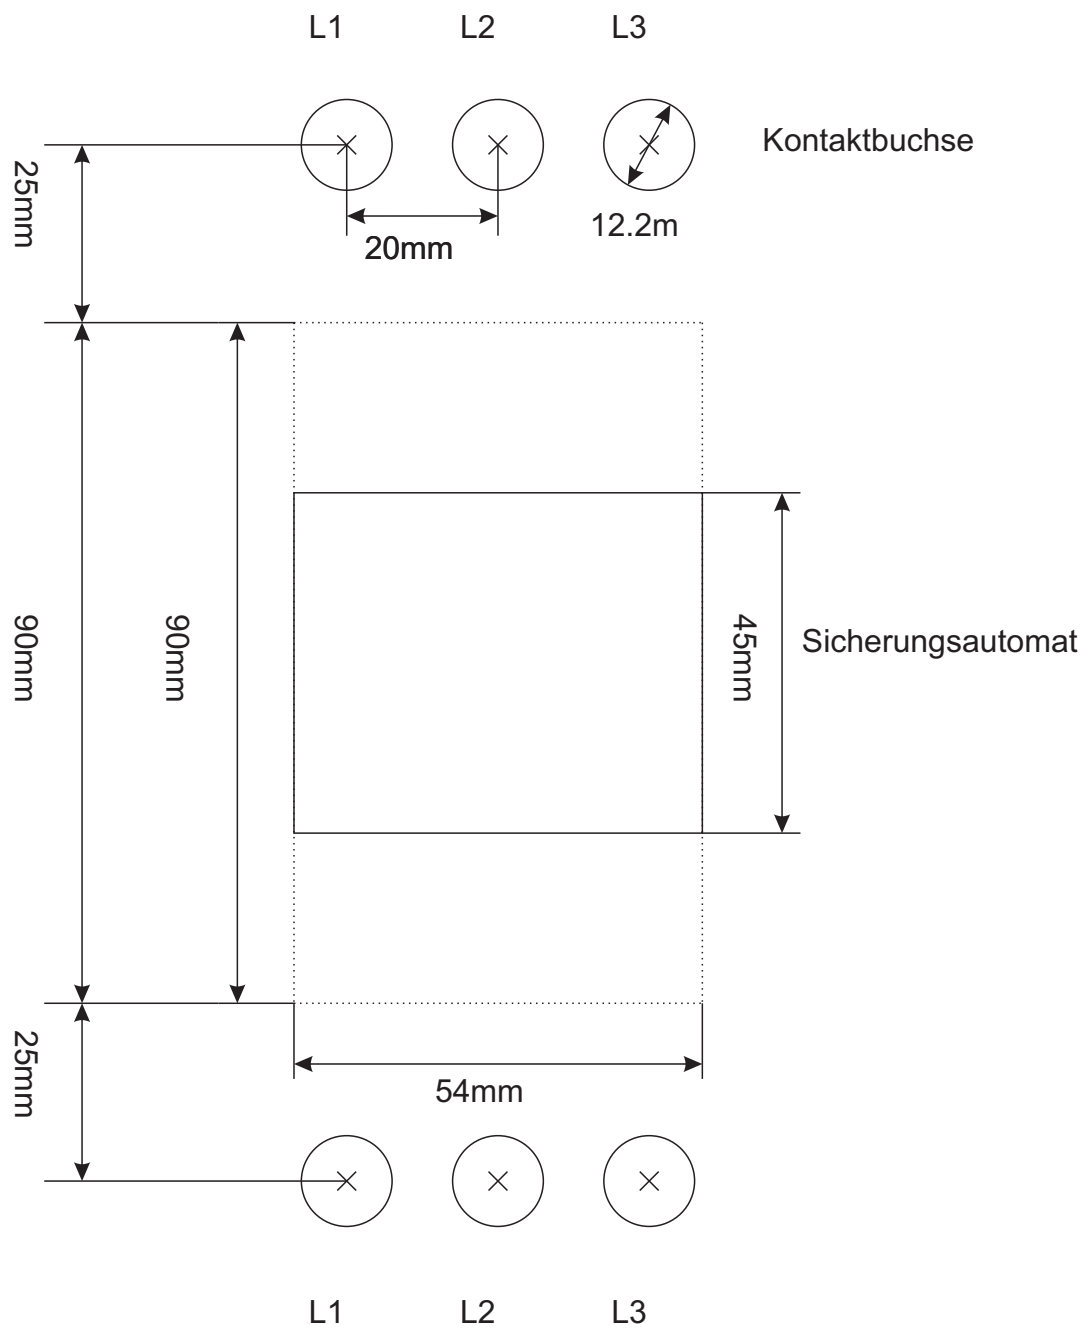 L1 L2 L3
Kontaktbuchse
25mm
20mm
12.2m
90mm
90mm
45mm
Sicherungsautomat
25mm
54mm
L1 L2 L3